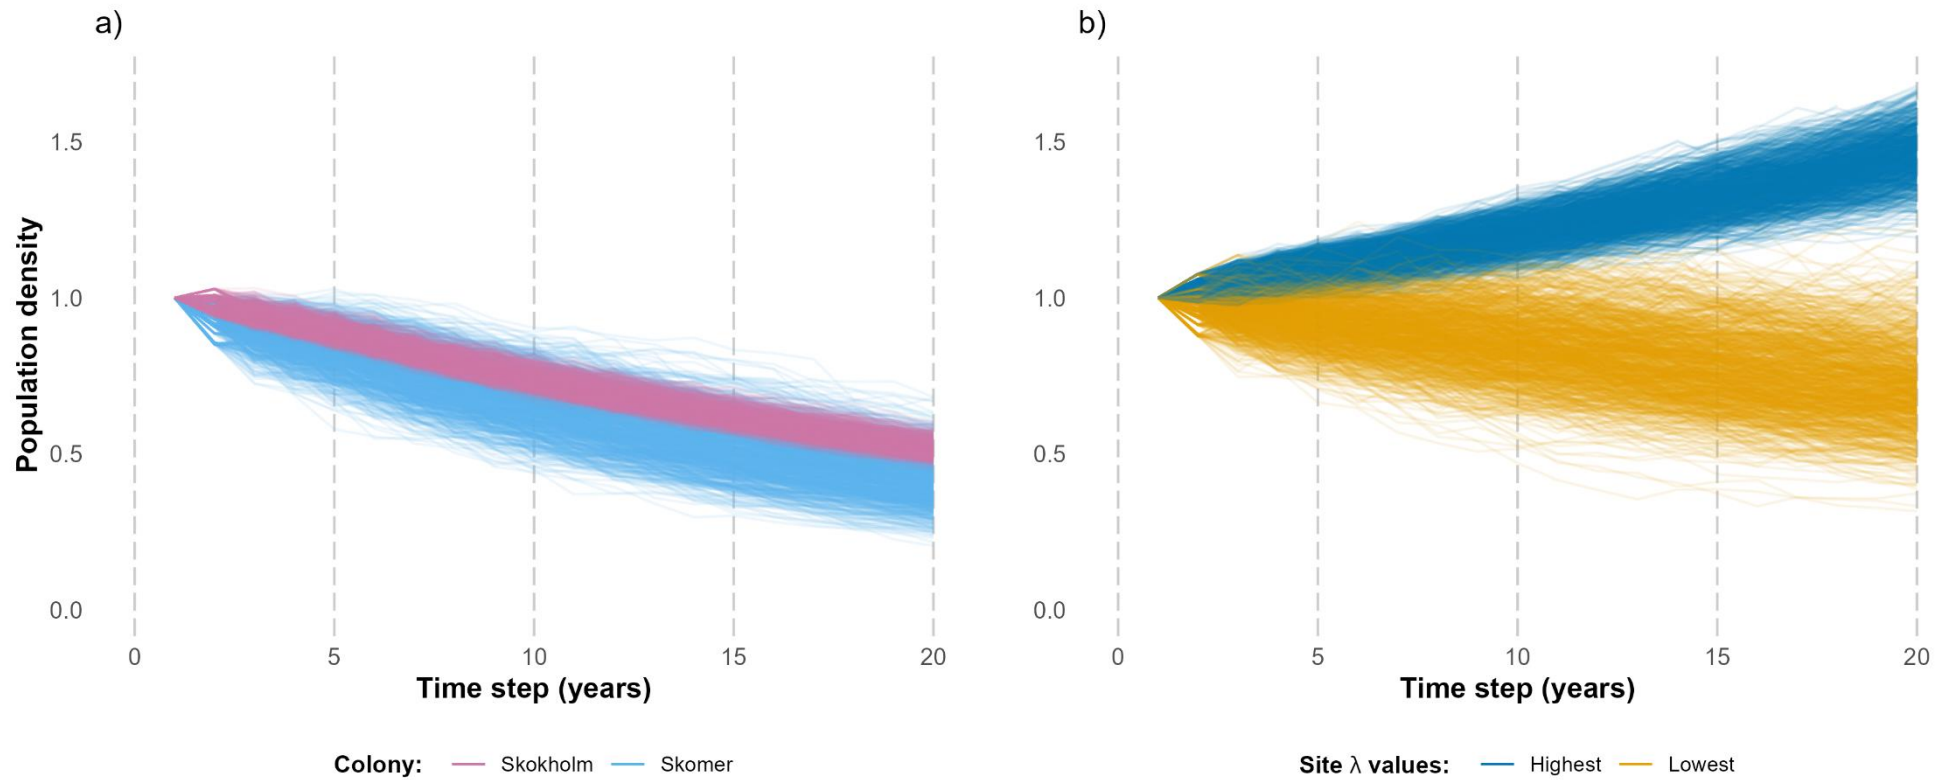 a)
Population density
1.5
1.0
0.5
0.0
0 5 10 15 20
Time step (years)
Colony: Skokholm Skomer
b)
1.5
1.0
0.5
0.0
0 5 10 15 20
Time step (years)
Site λ values: Highest Lowest